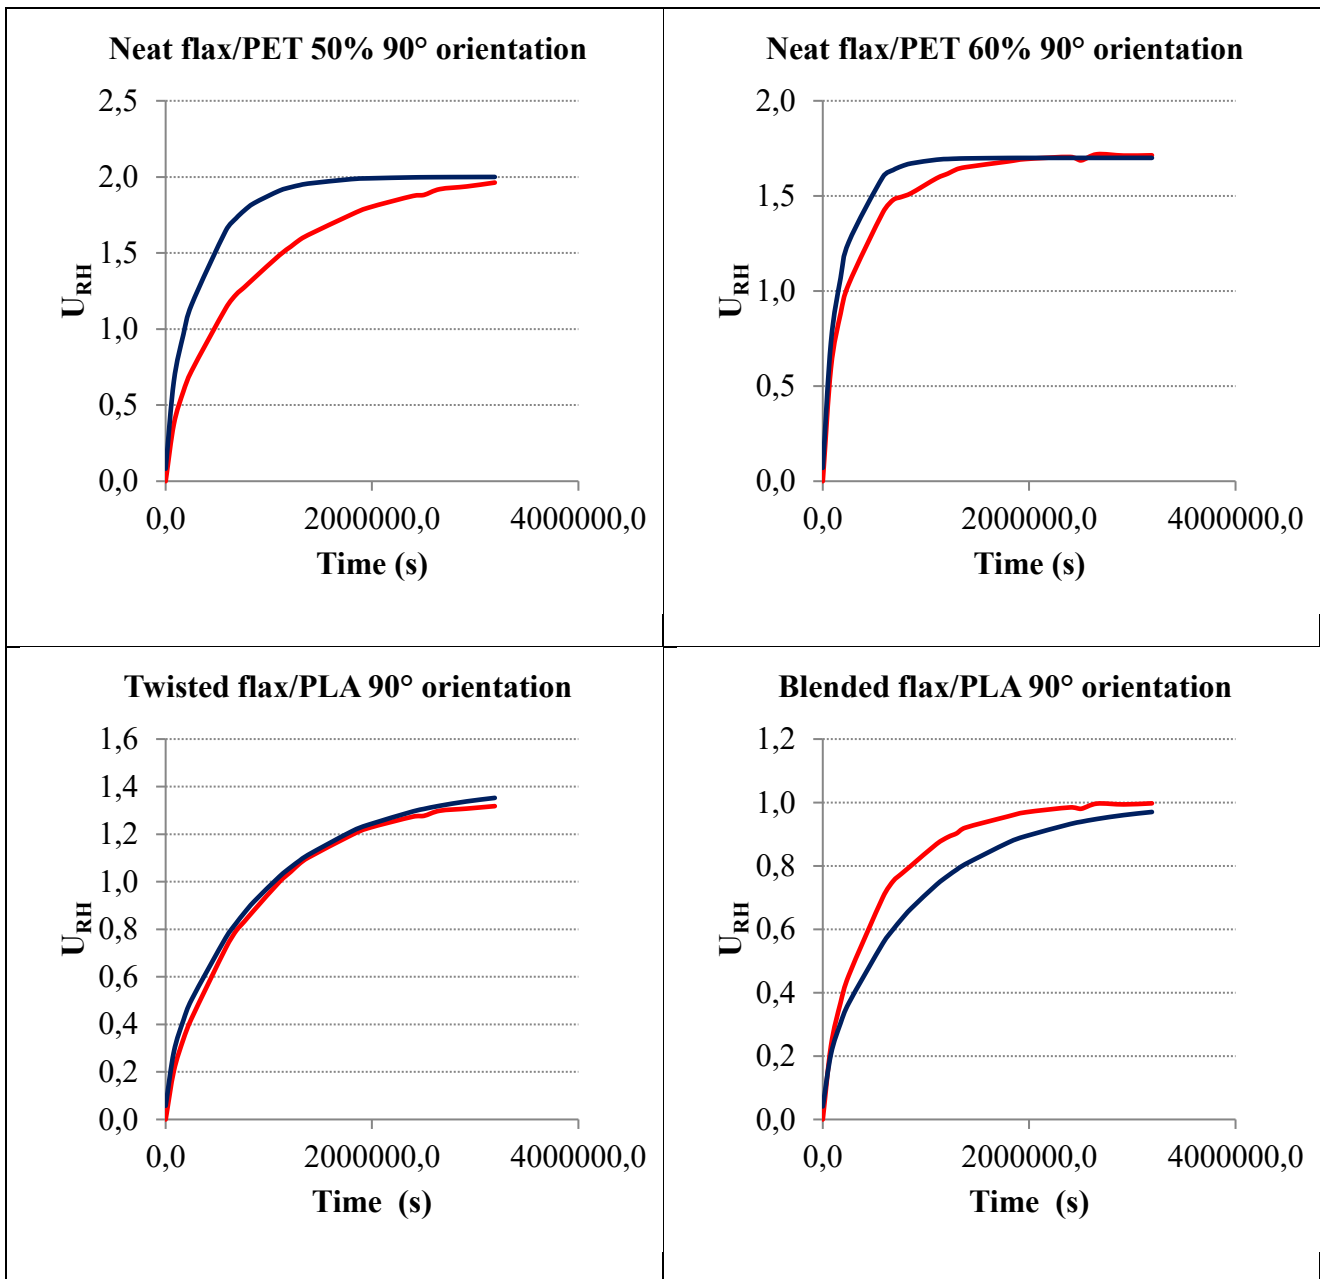 Neat flax/PET 50% 90° orientation
2,5
2,0
1,5
1,0
0,5
0,0
U_RH
0,0 2000000,0 4000000,0
Time (s)
Neat flax/PET 60% 90° orientation
2,0
1,5
1,0
0,5
0,0
U_RH
0,0 2000000,0 4000000,0
Time (s)
Twisted flax/PLA 90° orientation
1,6
1,4
1,2
1,0
0,8
0,6
0,4
0,2
0,0
U_RH
0,0 2000000,0 4000000,0
Time (s)
Blended flax/PLA 90° orientation
1,2
1,0
0,8
0,6
0,4
0,2
0,0
U_RH
0,0 2000000,0 4000000,0
Time (s)